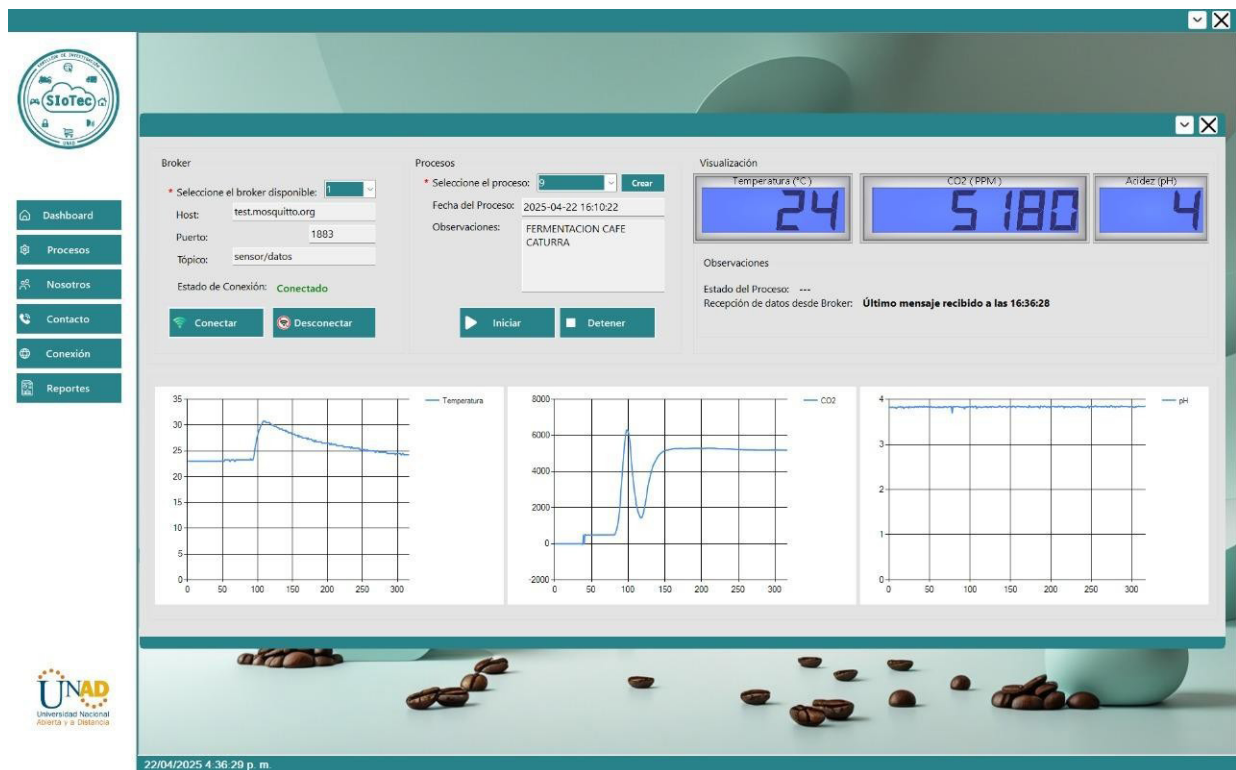 SIoTec
UNAD
Dashboard
Procesos
Nosotros
Contacto
Conexión
Reportes
UNAD
Universidad Nacional
Abierta y a Distancia
Broker
* Seleccione el broker disponible: 1
Host: test.mosquitto.org
Puerto: 1883
Tópico: sensor/datos
Estado de Conexión: Conectado
Conectar
Desconectar
Procesos
* Seleccione el proceso: 9 Crear
Fecha del Proceso: 2025-04-22 16:10:22
Observaciones: FERMENTACION CAFE
CATURRA
Iniciar
Detener
Visualización
Temperatura (°C)
24
CO2 (PPM)
5180
Acidez (pH)
4
Observaciones
Estado del Proceso: ---
Recepción de datos desde Broker: Último mensaje recibido a las 16:36:28
35
30
25
20
15
10
5
0
0 50 100 150 200 250 300
Temperatura
8000
6000
4000
2000
0
-2000
0 50 100 150 200 250 300
CO2
4
3
2
1
0
0 50 100 150 200 250 300
pH
22/04/2025 4:36:29 p. m.